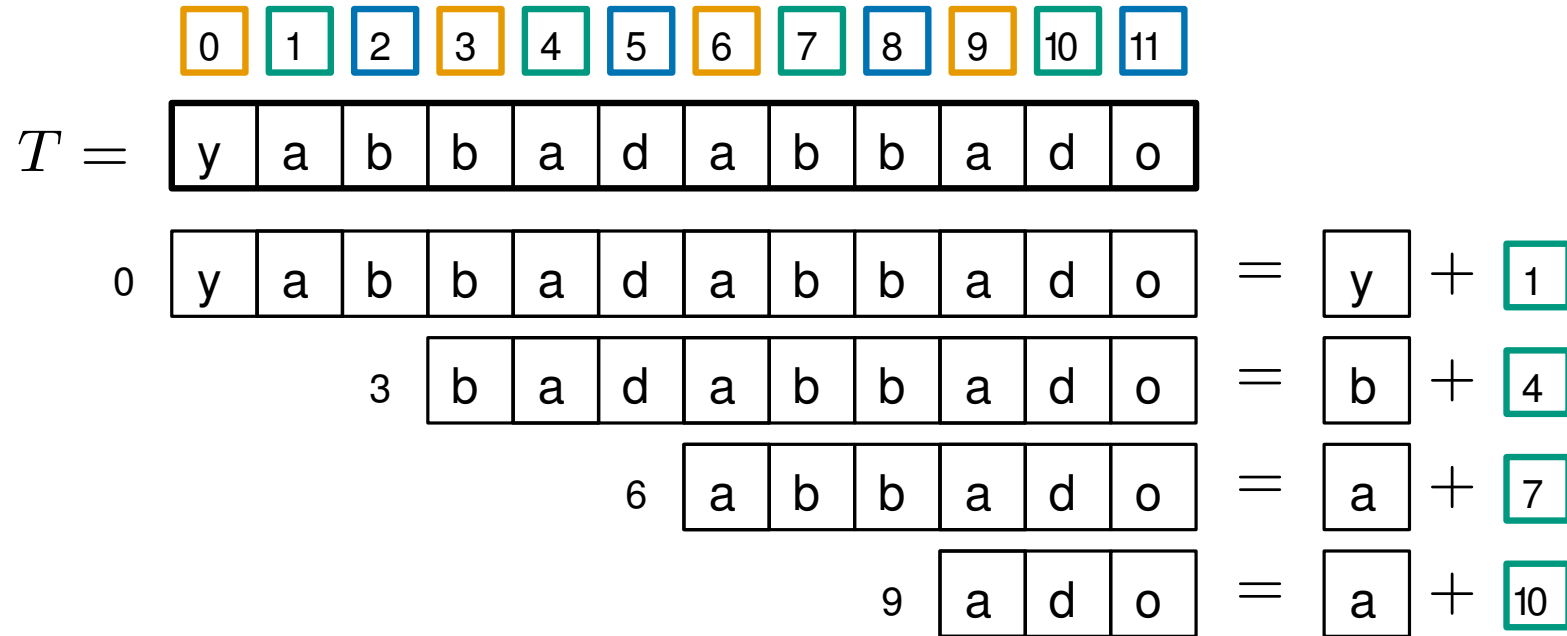 0 1 2 3 4 5 6 7 8 9 10 11
T = y a b b a d a b b a d o
0 y a b b a d a b b a d o = y + 1
3 b a d a b b a d o = b + 4
6 a b b a d o = a + 7
9 a d o = a + 10